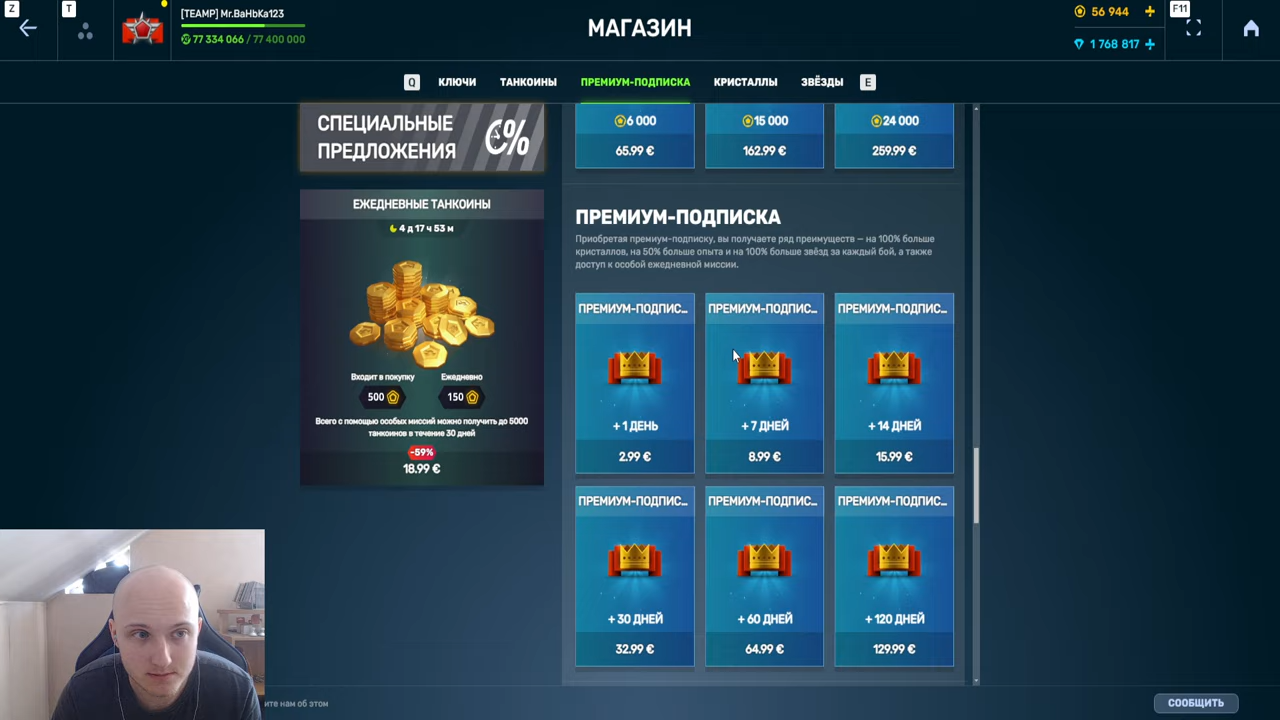 Z
T
[TEAMP] Mr.BaHbKa123
77 334 066 / 77 400 000
МАГАЗИН
56 944
1 768 817
F11
Q
КЛЮЧИ
ТАНКОИНЫ
ПРЕМИУМ-ПОДПИСКА
КРИСТАЛЛЫ
ЗВЁЗДЫ
E
СПЕЦИАЛЬНЫЕ
ПРЕДЛОЖЕНИЯ
%
ЕЖЕДНЕВНЫЕ ТАНКОИНЫ
4 д 17 ч 53 м
Входит в покупку
Ежедневно
500
150
Всего с помощью особых миссий можно получить до 5000
танкоинов в течение 30 дней
-59%
18.99 €
6 000
15 000
24 000
65.99 €
162.99 €
259.99 €
ПРЕМИУМ-ПОДПИСКА
Приобретая премиум-подписку, вы получаете ряд преимуществ — на 100% больше
кристаллов, на 50% больше опыта и на 100% больше звёзд за каждый бой, а также
доступ к особой ежедневной миссии.
ПРЕМИУМ-ПОДПИС...
ПРЕМИУМ-ПОДПИС...
ПРЕМИУМ-ПОДПИС...
+ 1 ДЕНЬ
+ 7 ДНЕЙ
+ 14 ДНЕЙ
2.99 €
8.99 €
15.99 €
ПРЕМИУМ-ПОДПИС...
ПРЕМИУМ-ПОДПИС...
ПРЕМИУМ-ПОДПИС...
+ 30 ДНЕЙ
+ 60 ДНЕЙ
+ 120 ДНЕЙ
32.99 €
64.99 €
129.99 €
ите нам об этом
СООБЩИТЬ